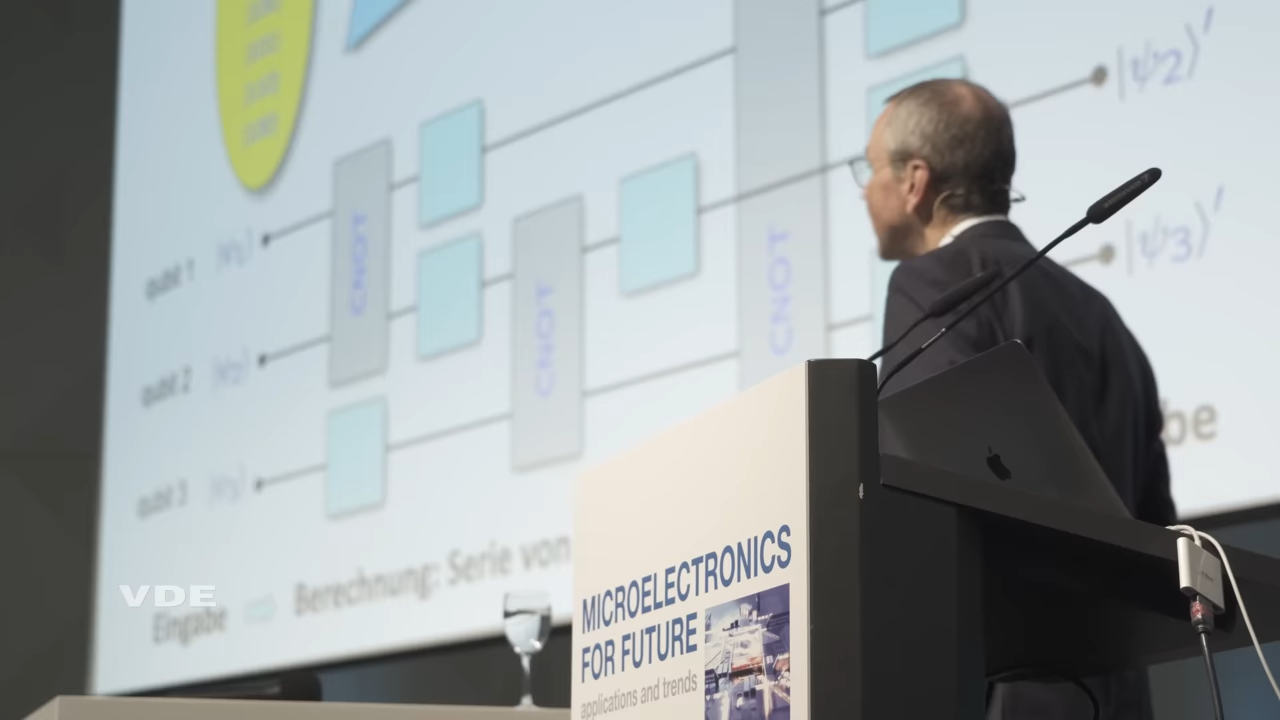 |ψ2⟩′
|ψ3⟩′
qubit 1
qubit 2
qubit 3
CNOT
CNOT
CNOT
Eingabe
Berechnung: Serie von
be
VDE
MICROELECTRONICS
FOR FUTURE
applications and trends